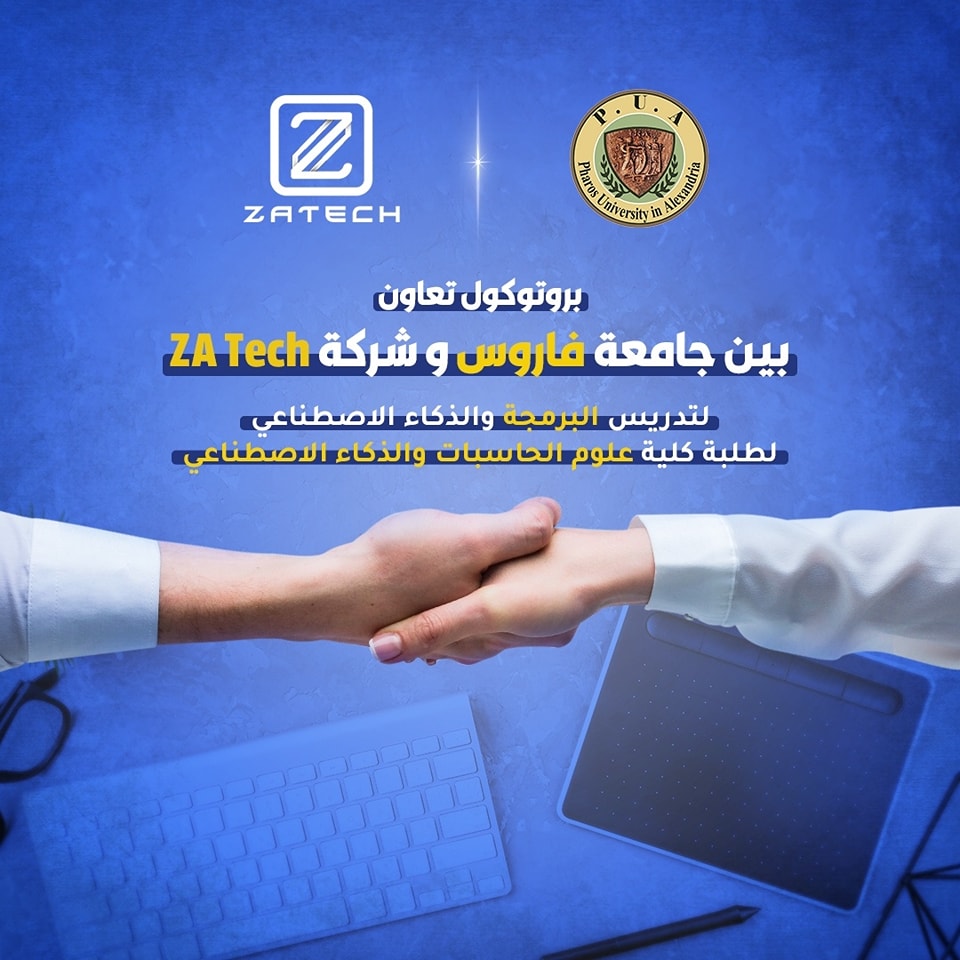 ZATECH
P. U. A
Pharos University in Alexandria
بروتوكول تعاون
بين جامعة فاروس و شركة ZA Tech
لتدريس البرمجة والذكاء الاصطناعي
لطلبة كلية علوم الحاسبات والذكاء الاصطناعي